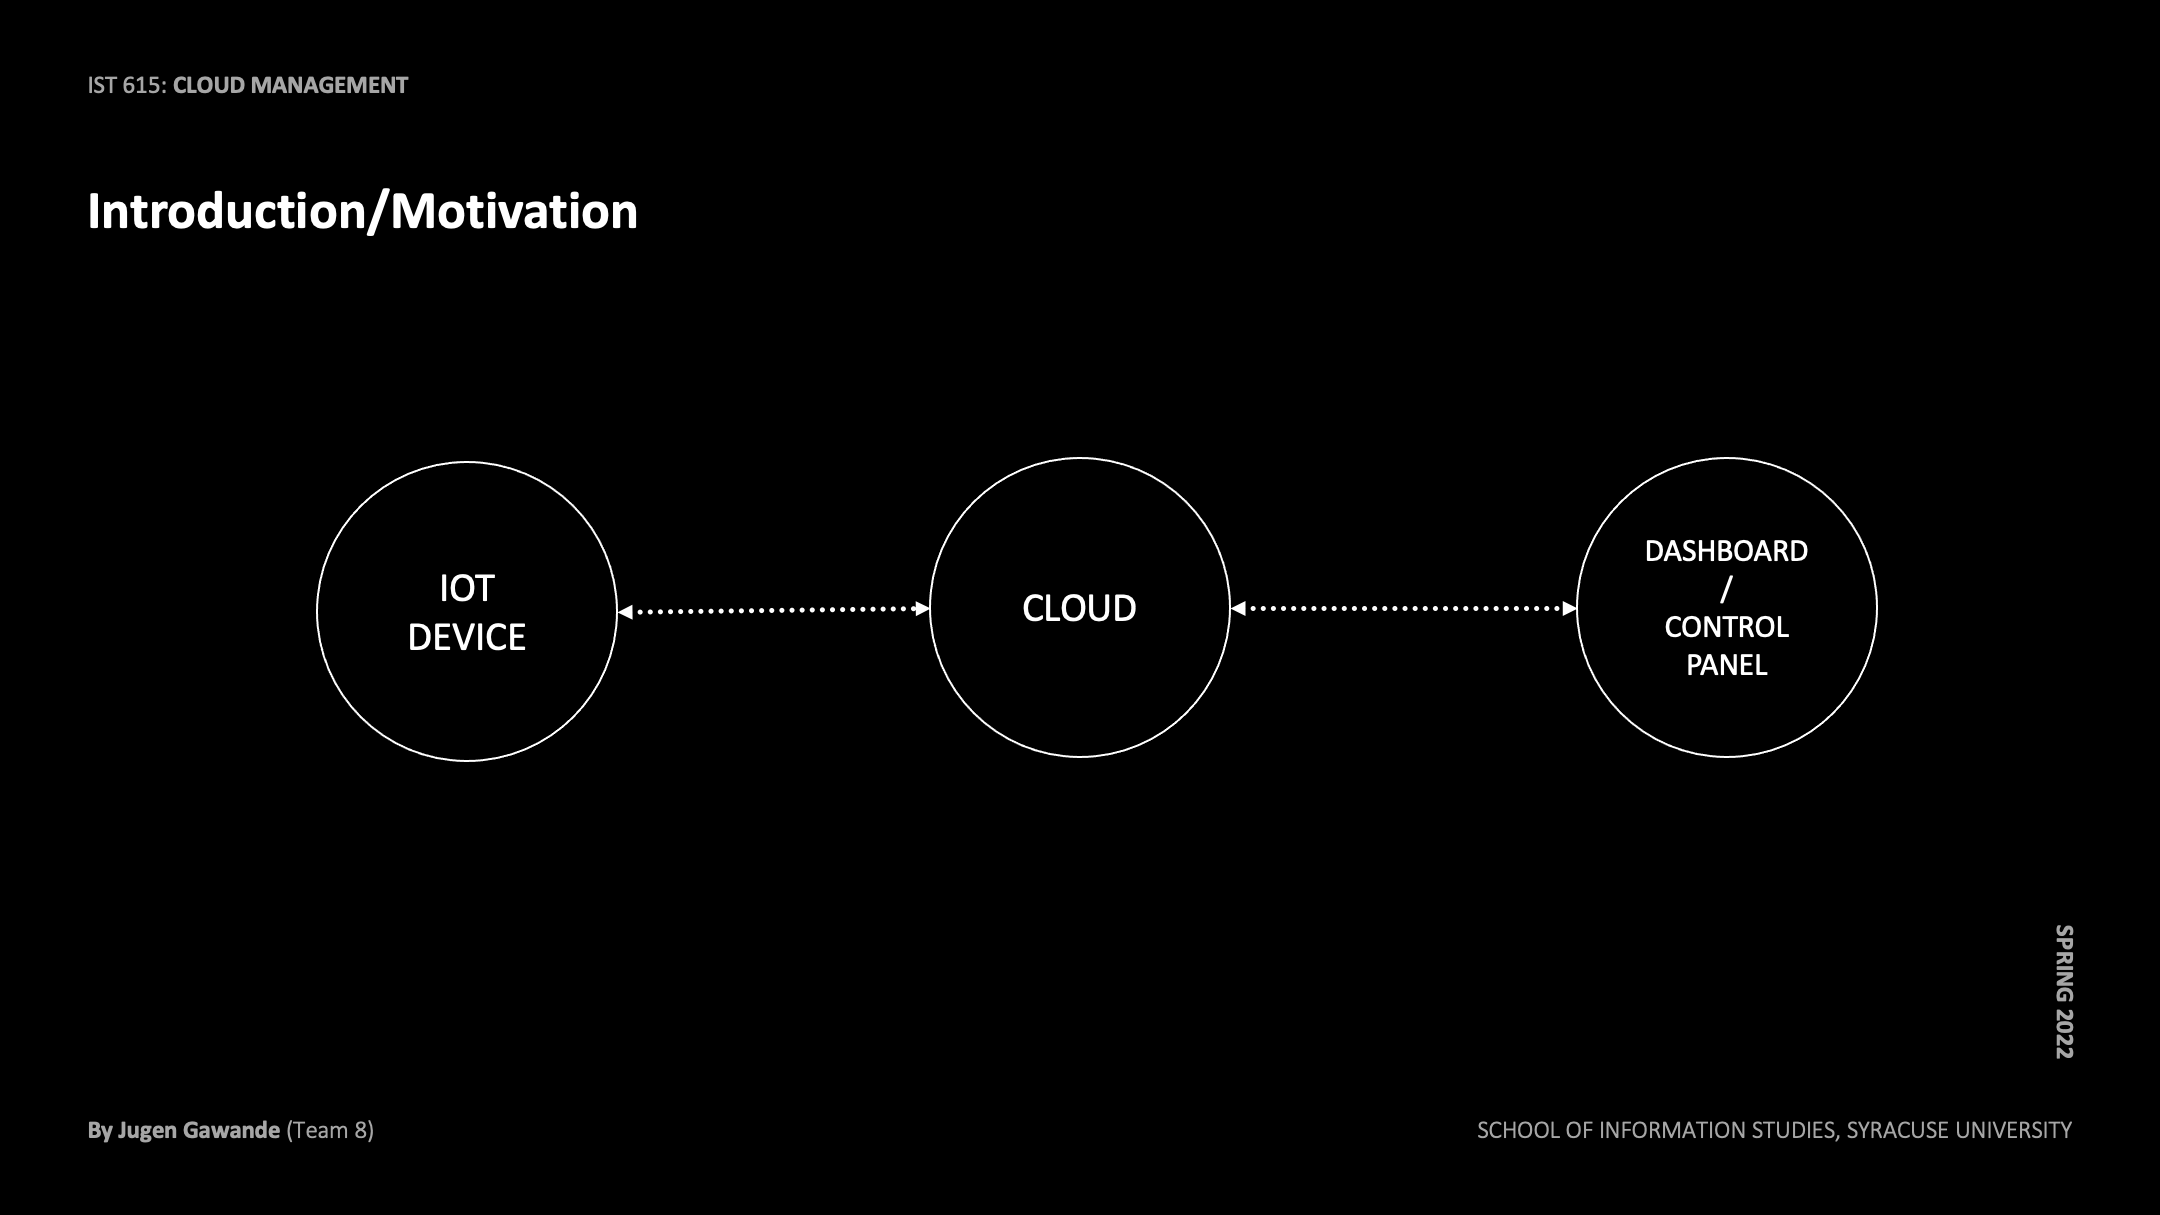 IST 615: CLOUD MANAGEMENT
Introduction/Motivation
IOT
DEVICE
CLOUD
DASHBOARD
/
CONTROL
PANEL
SPRING 2022
By Jugen Gawande (Team 8)
SCHOOL OF INFORMATION STUDIES, SYRACUSE UNIVERSITY